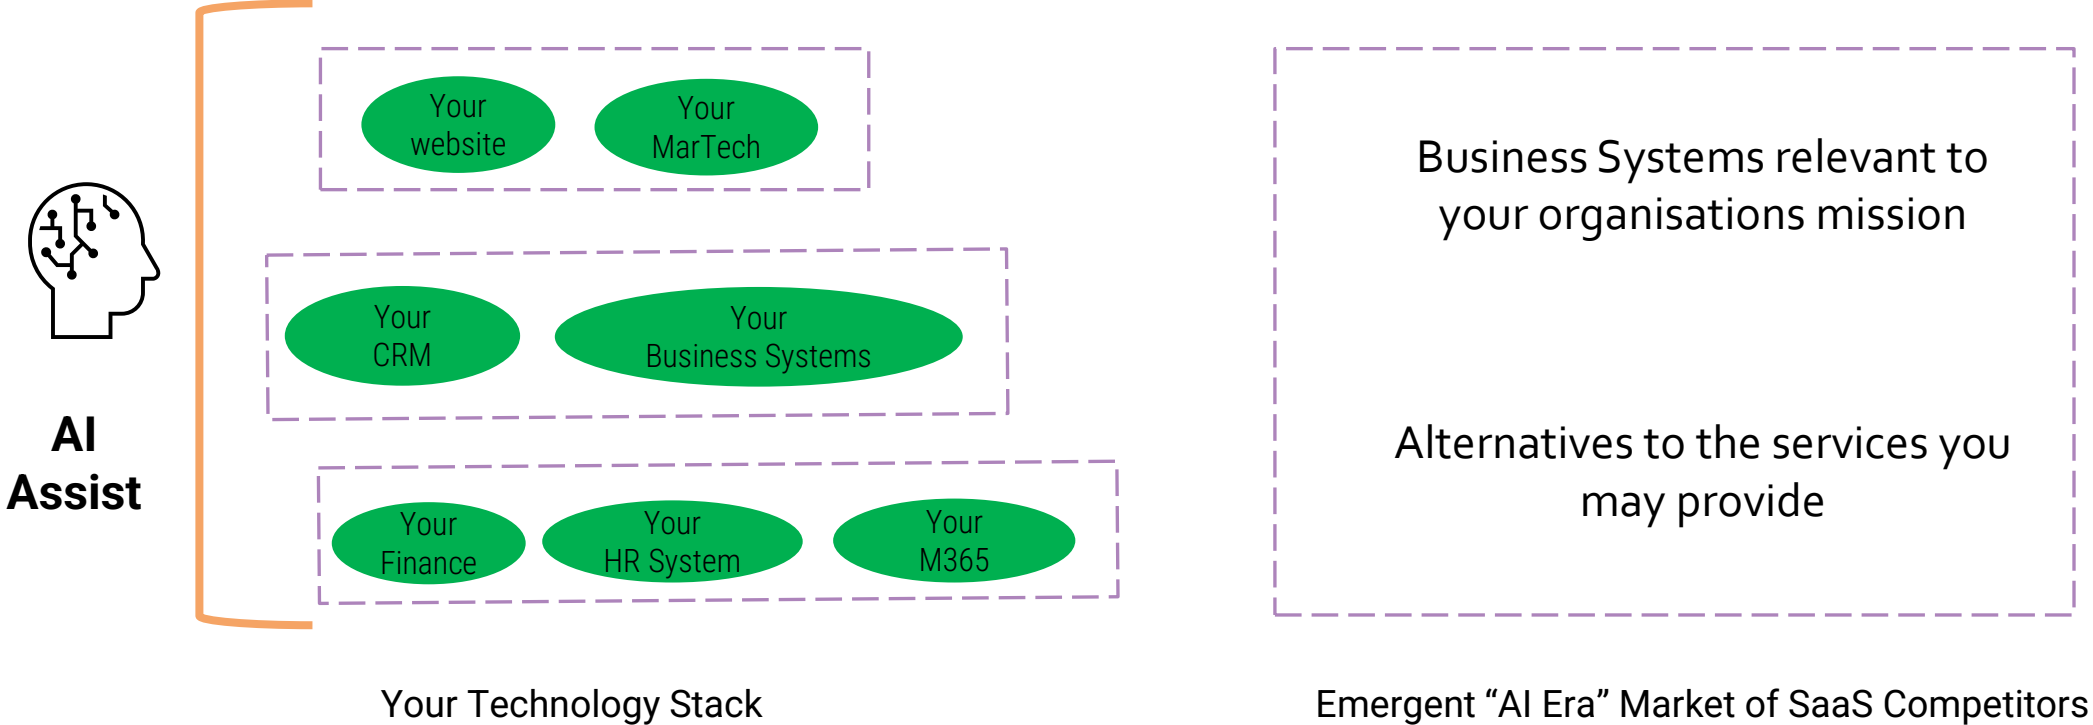 Your
website
Your
MarTech
Your
CRM
Your
Business Systems
Your
Finance
Your
HR System
Your
M365
AI
Assist
Your Technology Stack
Business Systems relevant to
your organisations mission
Alternatives to the services you
may provide
Emergent “AI Era” Market of SaaS Competitors